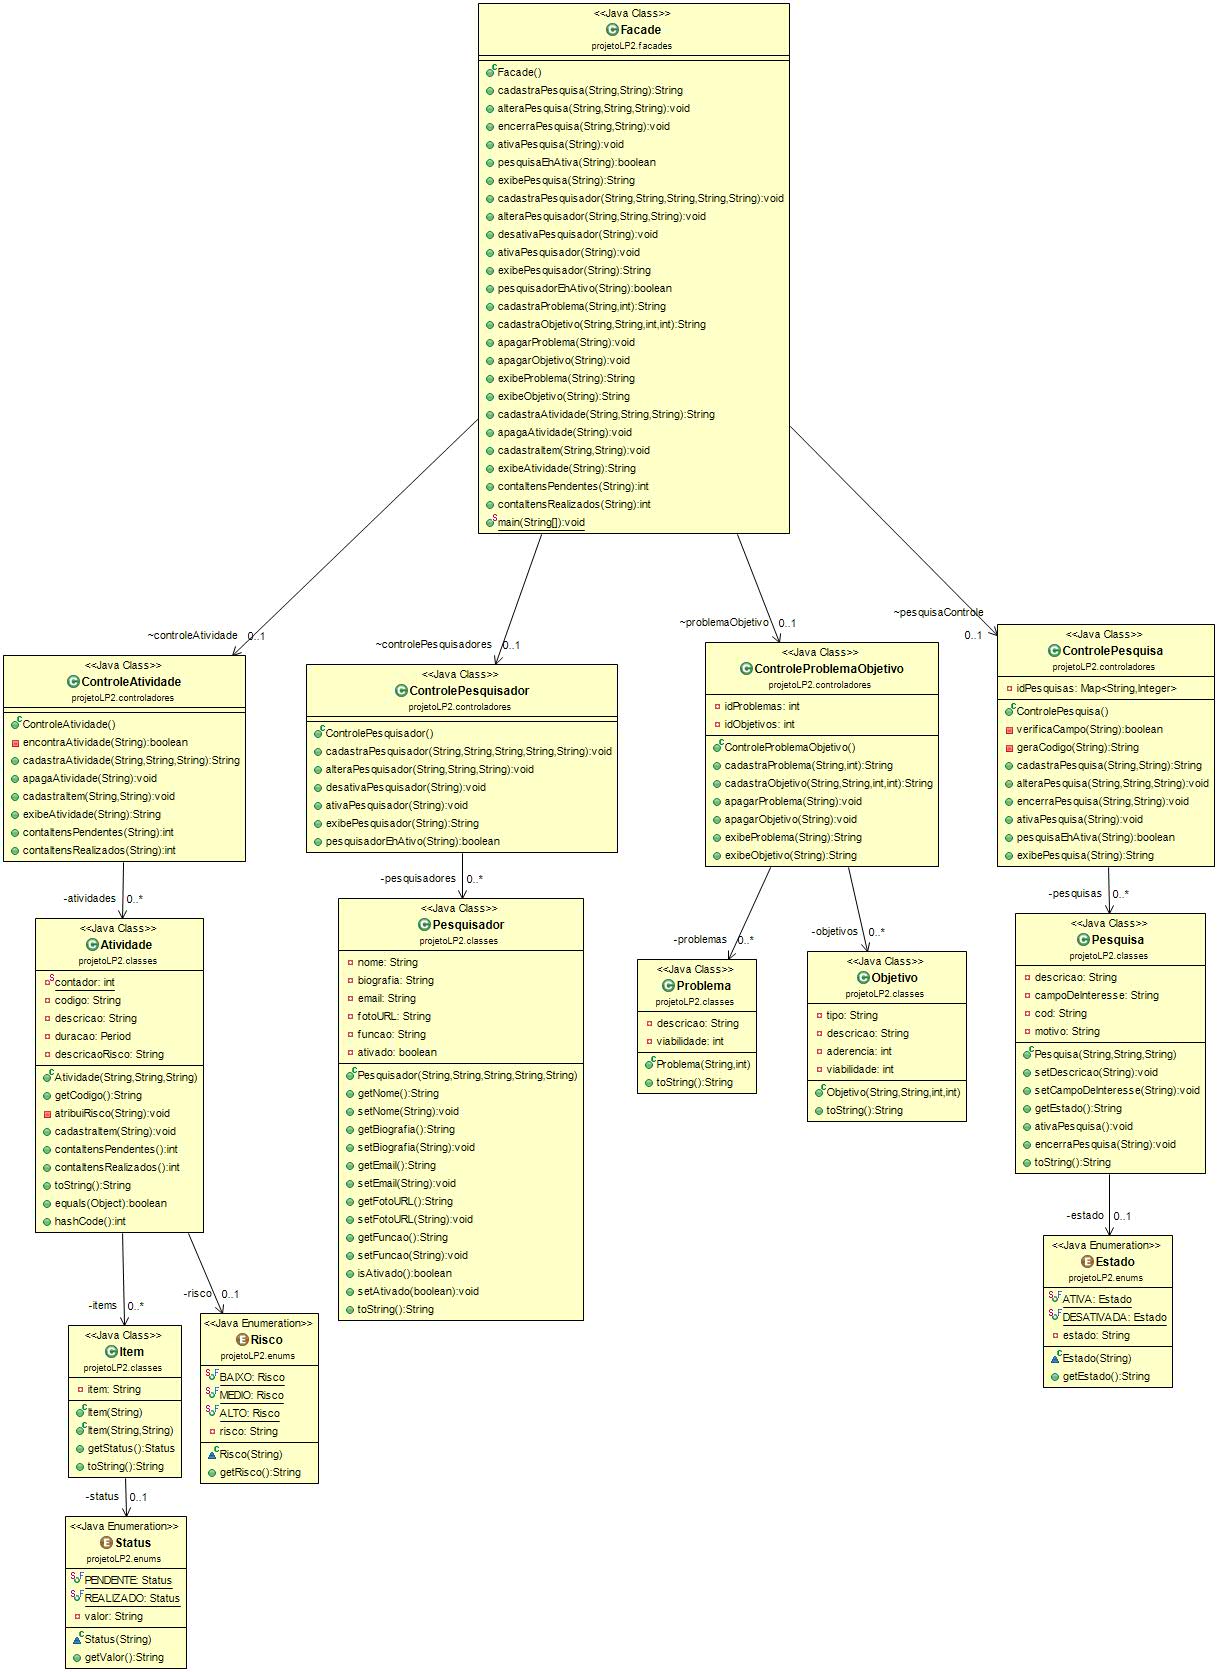 <<Java Class>>
Facade
projetoLP2.facades
Facade()
cadastraPesquisa(String,String):String
alteraPesquisa(String,String,String):void
encerraPesquisa(String,String):void
ativaPesquisa(String):void
pesquisaEhAtiva(String):boolean
exibePesquisa(String):String
cadastraPesquisador(String,String,String,String,String):void
alteraPesquisador(String,String,String):void
desativaPesquisador(String):void
ativaPesquisador(String):void
exibePesquisador(String):String
pesquisadorEhAtivo(String):boolean
cadastraProblema(String,int):String
cadastraObjetivo(String,String,int,int):String
apagarProblema(String):void
apagarObjetivo(String):void
exibeProblema(String):String
exibeObjetivo(String):String
cadastraAtividade(String,String,String):String
apagaAtividade(String):void
cadastraItem(String,String):void
exibeAtividade(String):String
contaItensPendentes(String):int
contaItensRealizados(String):int
main(String[]):void
~controleAtividade 0..1
~controlePesquisadores 0..1
~problemaObjetivo 0..1
~pesquisaControle
0..1
<<Java Class>>
ControleAtividade
projetoLP2.controladores
ControleAtividade()
encontraAtividade(String):boolean
cadastraAtividade(String,String,String):String
apagaAtividade(String):void
cadastraItem(String,String):void
exibeAtividade(String):String
contaItensPendentes(String):int
contaItensRealizados(String):int
<<Java Class>>
ControlePesquisador
projetoLP2.controladores
ControlePesquisador()
cadastraPesquisador(String,String,String,String,String):void
alteraPesquisador(String,String,String):void
desativaPesquisador(String):void
ativaPesquisador(String):void
exibePesquisador(String):String
pesquisadorEhAtivo(String):boolean
<<Java Class>>
ControleProblemaObjetivo
projetoLP2.controladores
idProblemas: int
idObjetivos: int
ControleProblemaObjetivo()
cadastraProblema(String,int):String
cadastraObjetivo(String,String,int,int):String
apagarProblema(String):void
apagarObjetivo(String):void
exibeProblema(String):String
exibeObjetivo(String):String
<<Java Class>>
ControlePesquisa
projetoLP2.controladores
idPesquisas: Map<String,Integer>
ControlePesquisa()
verificaCampo(String):boolean
geraCodigo(String):String
cadastraPesquisa(String,String):String
alteraPesquisa(String,String,String):void
encerraPesquisa(String,String):void
ativaPesquisa(String):void
pesquisaEhAtiva(String):boolean
exibePesquisa(String):String
-atividades 0..*
-pesquisadores 0..*
-problemas 0..*
-objetivos 0..*
-pesquisas 0..*
<<Java Class>>
Atividade
projetoLP2.classes
contador: int
codigo: String
descricao: String
duracao: Period
descricaoRisco: String
Atividade(String,String,String)
getCodigo():String
atribuiRisco(String):void
cadastraItem(String):void
contaItensPendentes():int
contaItensRealizados():int
toString():String
equals(Object):boolean
hashCode():int
<<Java Class>>
Pesquisador
projetoLP2.classes
nome: String
biografia: String
email: String
fotoURL: String
funcao: String
ativado: boolean
Pesquisador(String,String,String,String,String)
getNome():String
setNome(String):void
getBiografia():String
setBiografia(String):void
getEmail():String
setEmail(String):void
getFotoURL():String
setFotoURL(String):void
getFuncao():String
setFuncao(String):void
isAtivado():boolean
setAtivado(boolean):void
toString():String
<<Java Class>>
Problema
projetoLP2.classes
descricao: String
viabilidade: int
Problema(String,int)
toString():String
<<Java Class>>
Objetivo
projetoLP2.classes
tipo: String
descricao: String
aderencia: int
viabilidade: int
Objetivo(String,String,int,int)
toString():String
<<Java Class>>
Pesquisa
projetoLP2.classes
descricao: String
campoDeInteresse: String
cod: String
motivo: String
Pesquisa(String,String,String)
setDescricao(String):void
setCampoDeInteresse(String):void
getEstado():String
ativaPesquisa():void
encerraPesquisa(String):void
toString():String
-items 0..*
-risco 0..1
-estado 0..1
<<Java Class>>
Item
projetoLP2.classes
item: String
Item(String)
Item(String,String)
getStatus():Status
toString():String
<<Java Enumeration>>
Risco
projetoLP2.enums
BAIXO: Risco
MEDIO: Risco
ALTO: Risco
risco: String
Risco(String)
getRisco():String
<<Java Enumeration>>
Estado
projetoLP2.enums
ATIVA: Estado
DESATIVADA: Estado
estado: String
Estado(String)
getEstado():String
-status 0..1
<<Java Enumeration>>
Status
projetoLP2.enums
PENDENTE: Status
REALIZADO: Status
valor: String
Status(String)
getValor():String